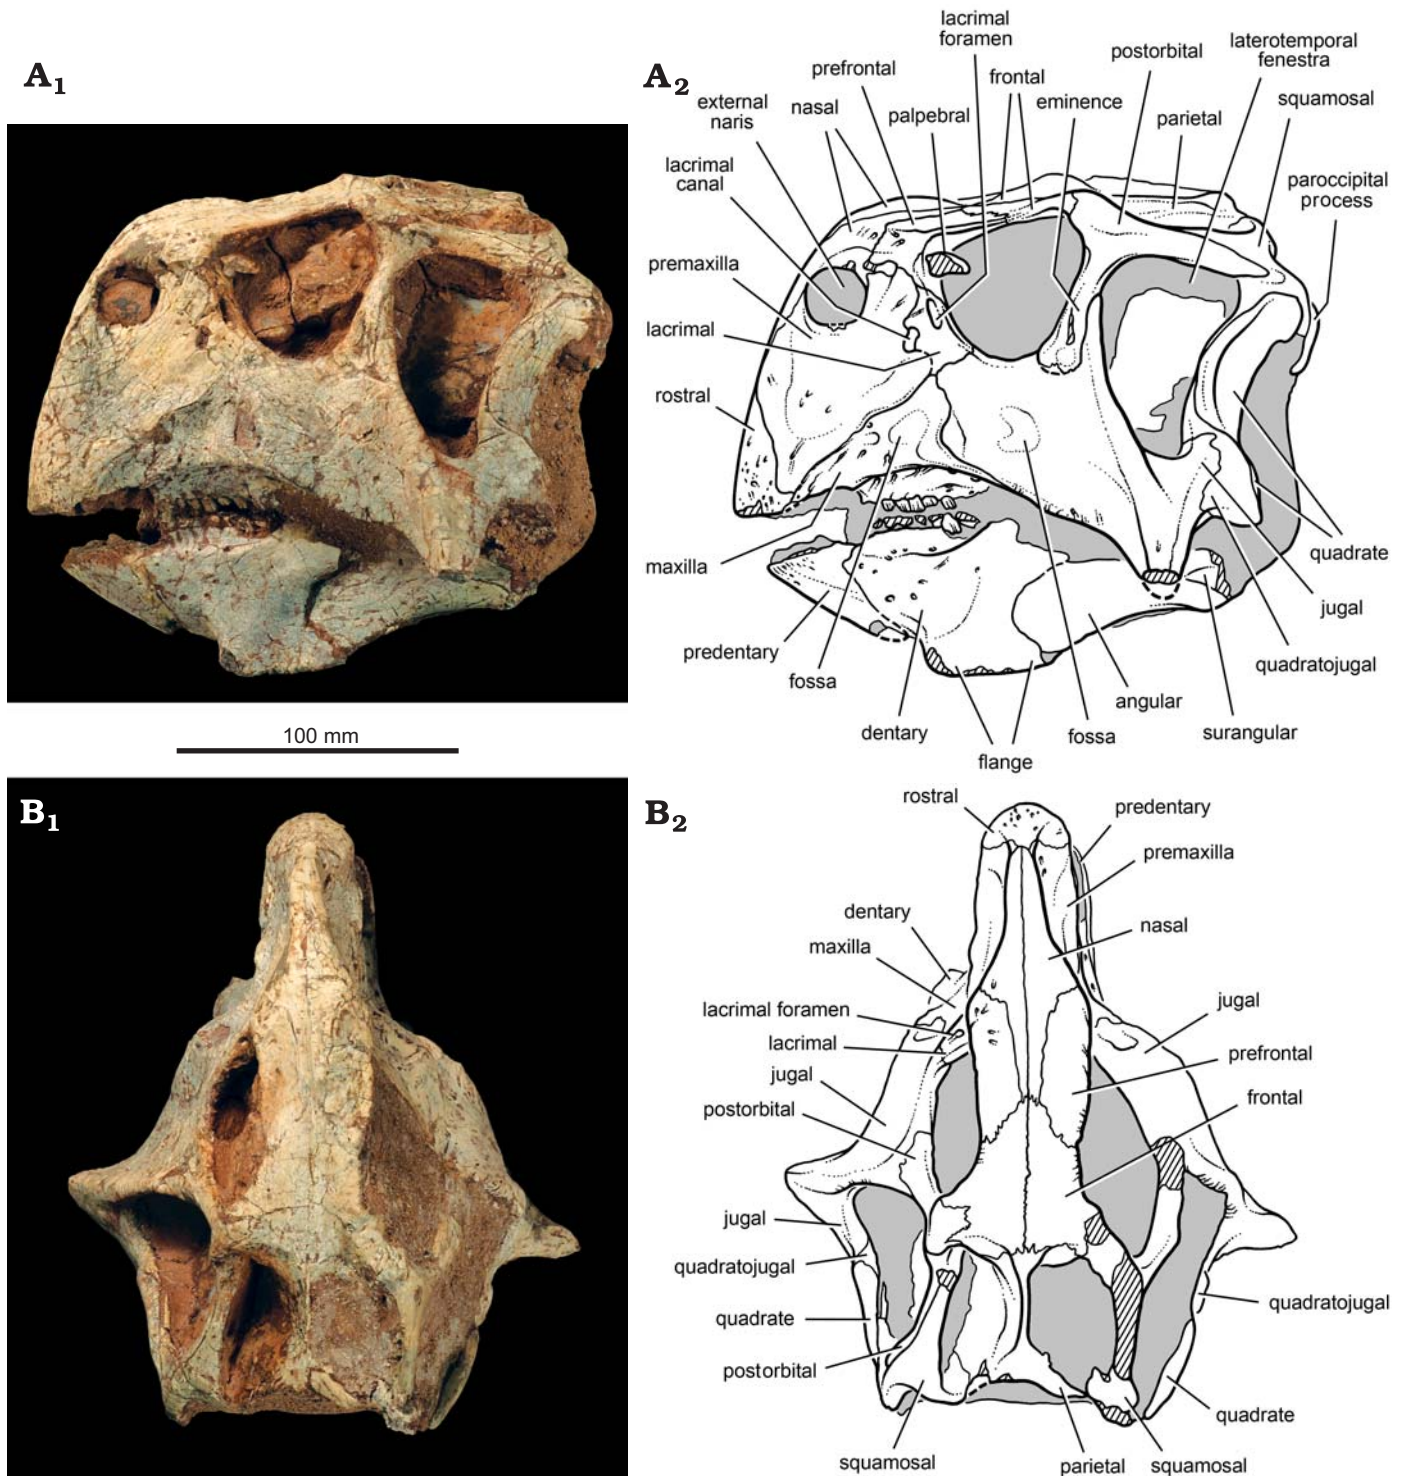 A1
A2
lacrimal
foramen
frontal
postorbital
laterotemporal
fenestra
prefrontal
external
naris
nasal
palpebral
eminence
parietal
squamosal
lacrimal
canal
paroccipital
process
premaxilla
lacrimal
rostral
maxilla
predentary
fossa
dentary
flange
fossa
angular
surangular
quadratojugal
jugal
quadrate
100 mm
B1
B2
rostral
predentary
premaxilla
dentary
nasal
maxilla
lacrimal foramen
jugal
lacrimal
prefrontal
jugal
frontal
postorbital
jugal
quadratojugal
quadratojugal
quadrate
postorbital
quadrate
squamosal
parietal
squamosal